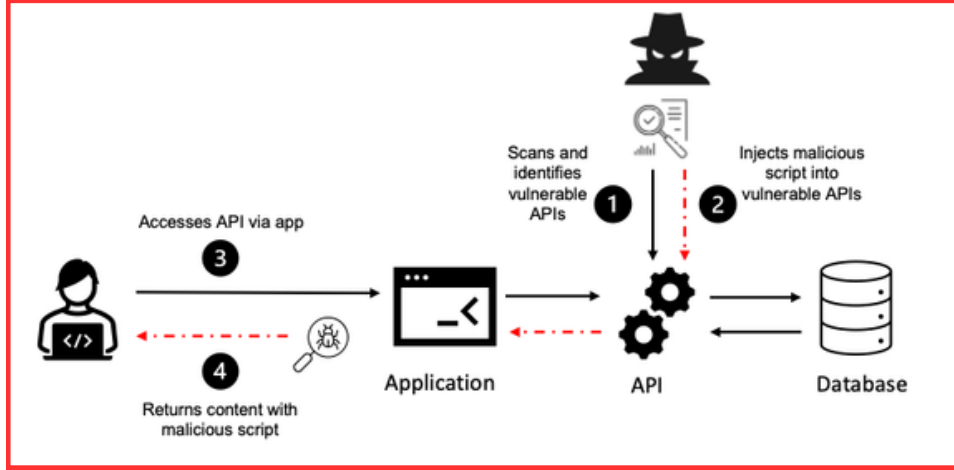 Scans and
identifies
vulnerable
APIs
1
2
Injects malicious
script into
vulnerable APIs
Accesses API via app
3
</>
4
Returns content with
malicious script
Application
API
Database